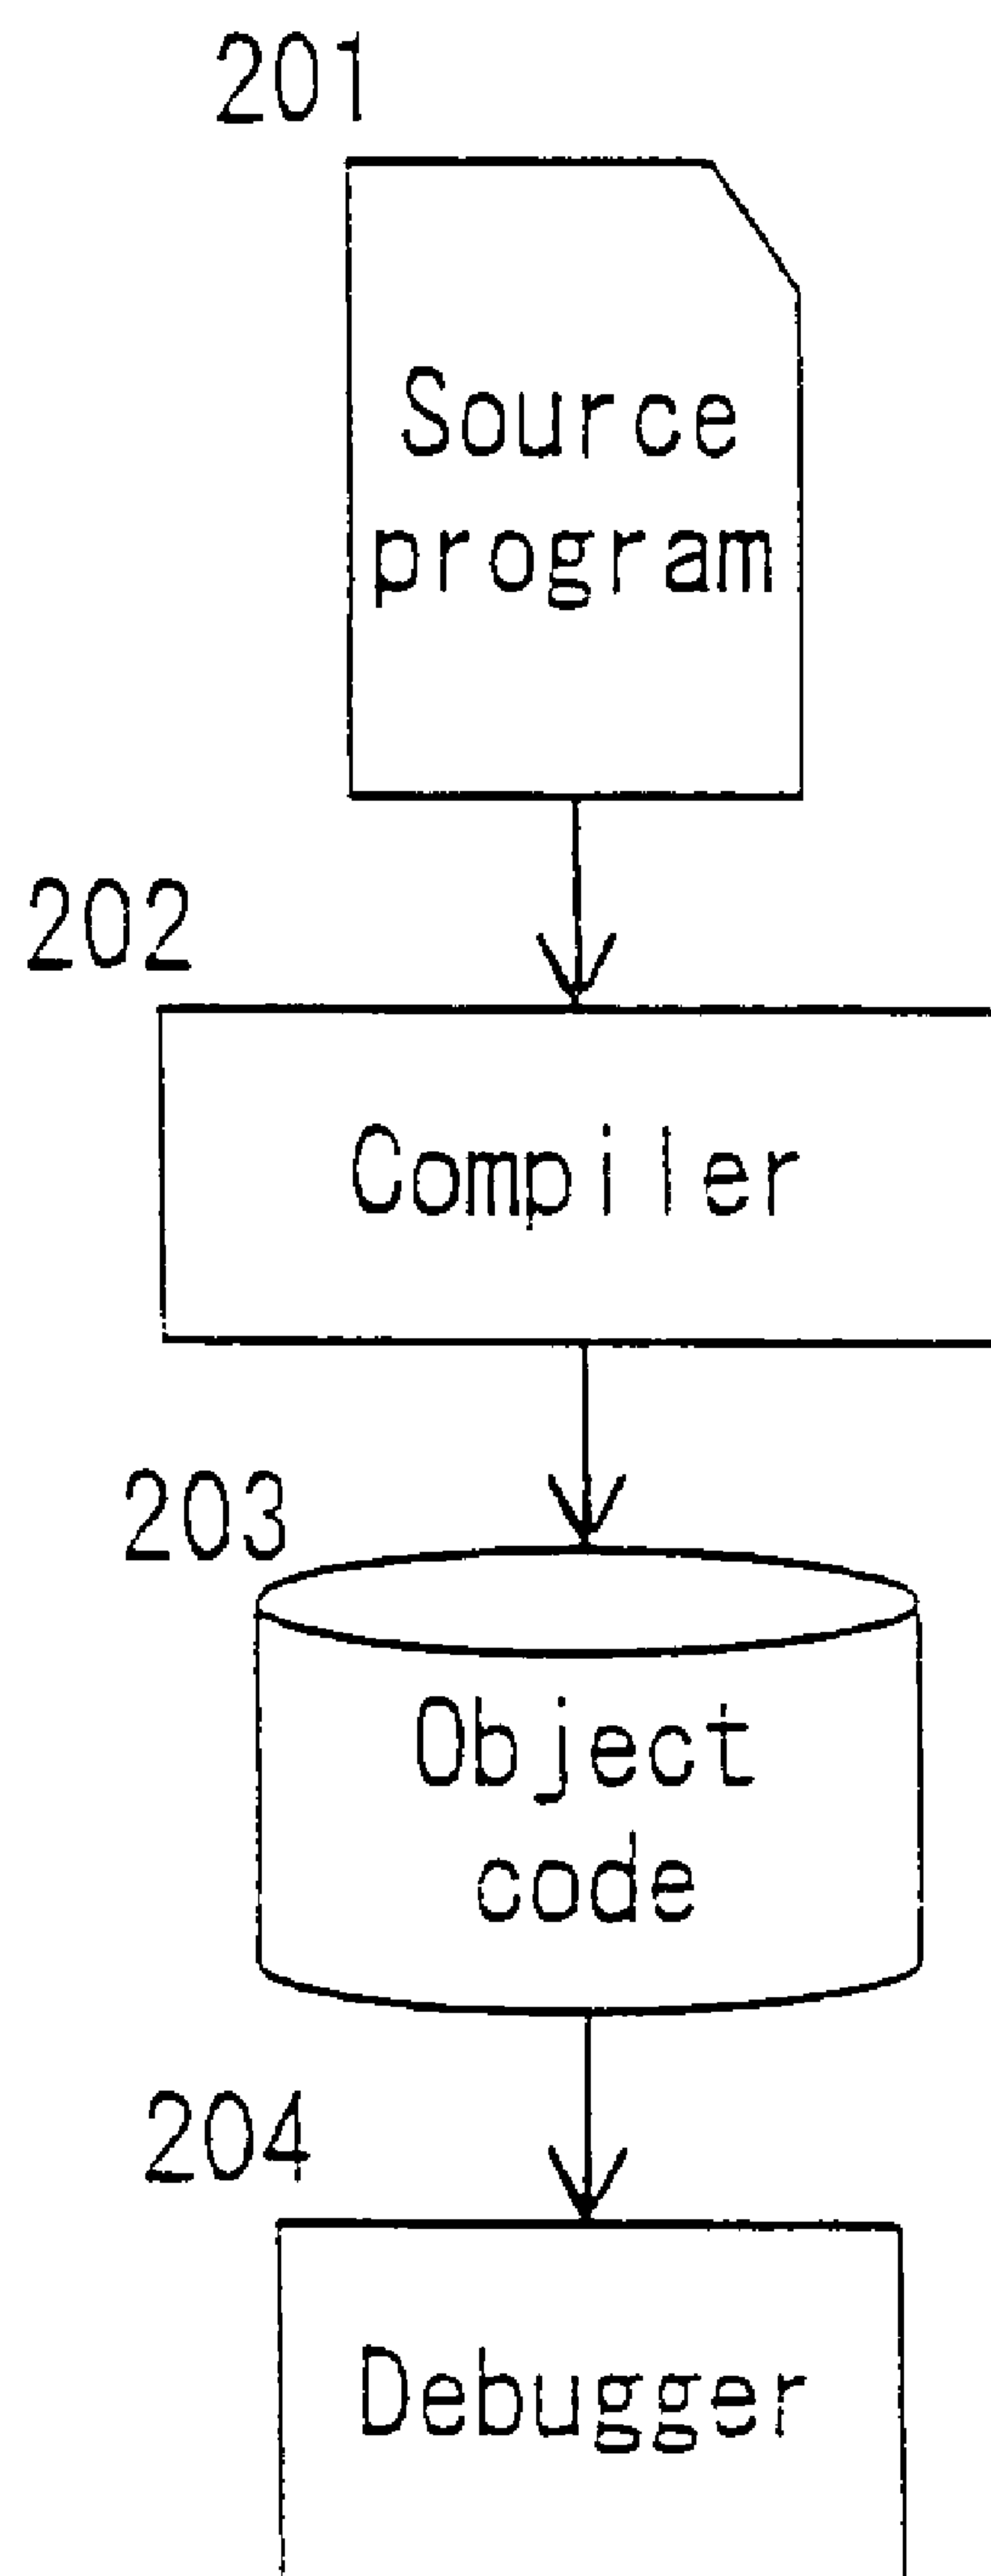 201
Source
program
202
Compiler
203
Object
code
204
Debugger